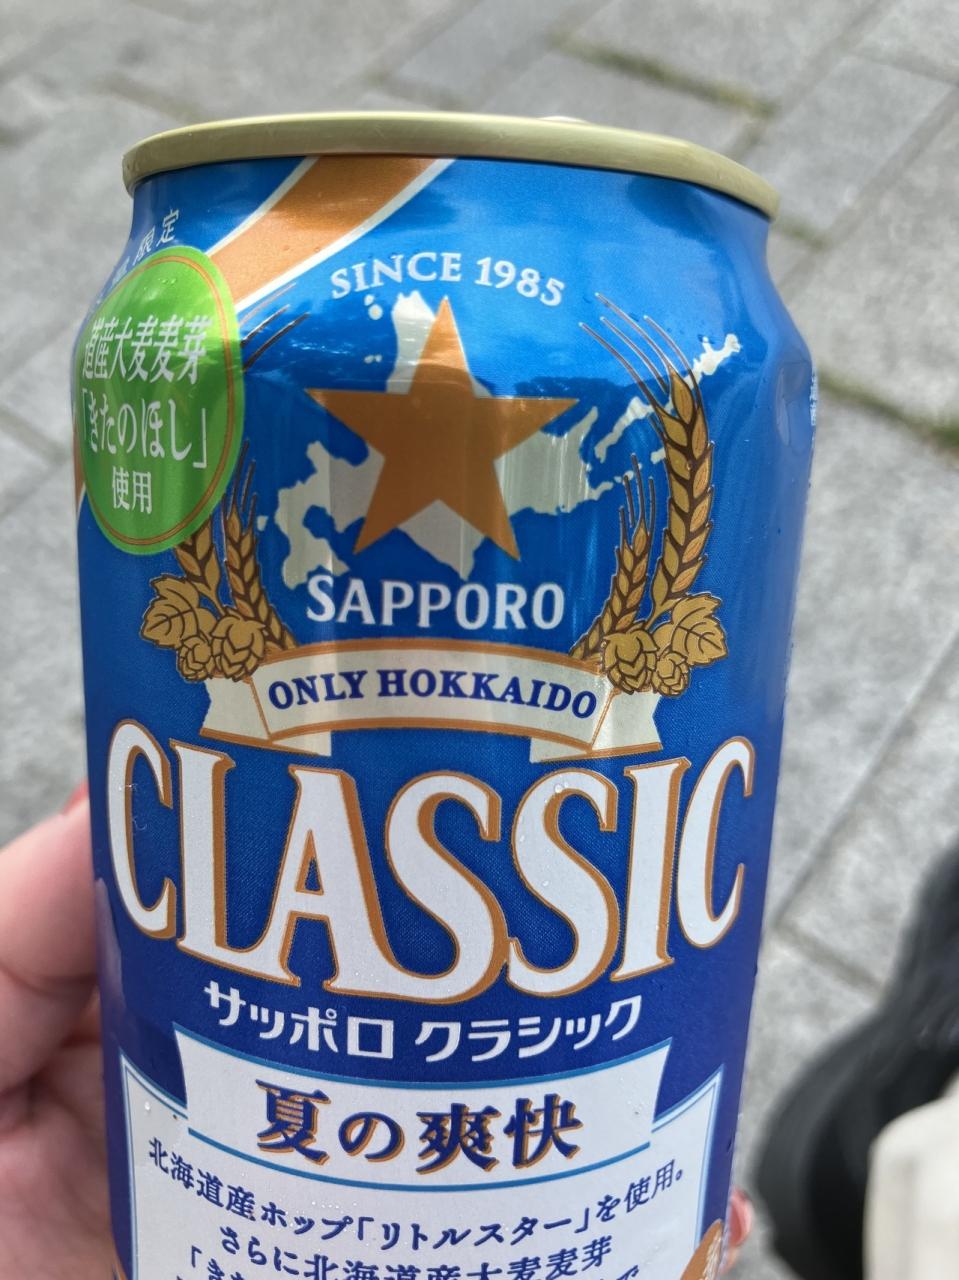 限定
道産大麦麦芽
「きたのほし」
使用
SINCE 1985
SAPPORO
ONLY HOKKAIDO
CLASSIC
サッポロ クラシック
夏の爽快
北海道産ホップ「リトルスター」を使用。
さらに北海道産大麦麦芽